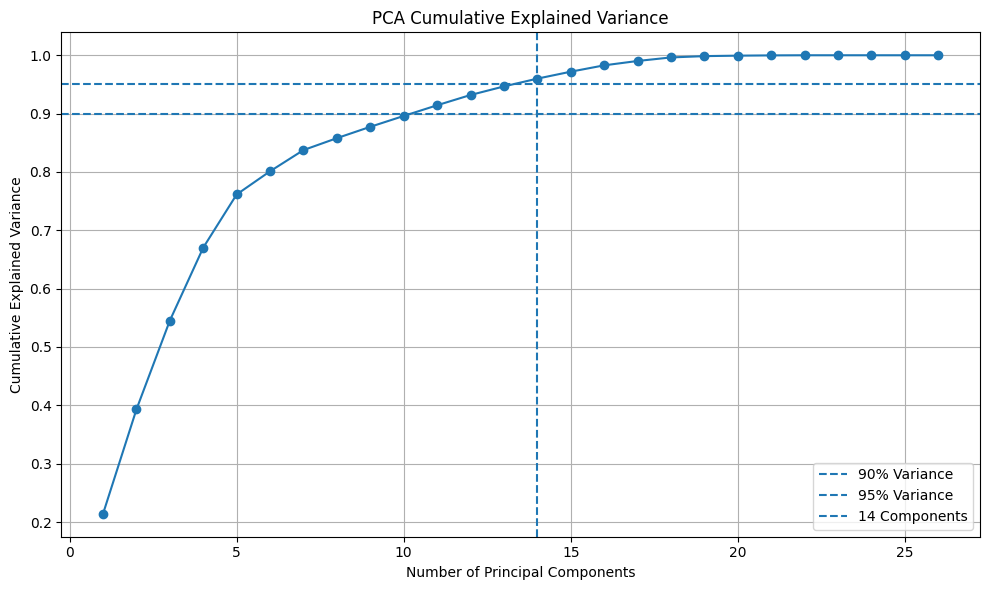 PCA Cumulative Explained Variance
Cumulative Explained Variance
1.0
0.9
0.8
0.7
0.6
0.5
0.4
0.3
0.2
90% Variance
95% Variance
14 Components
0 5 10 15 20 25
Number of Principal Components